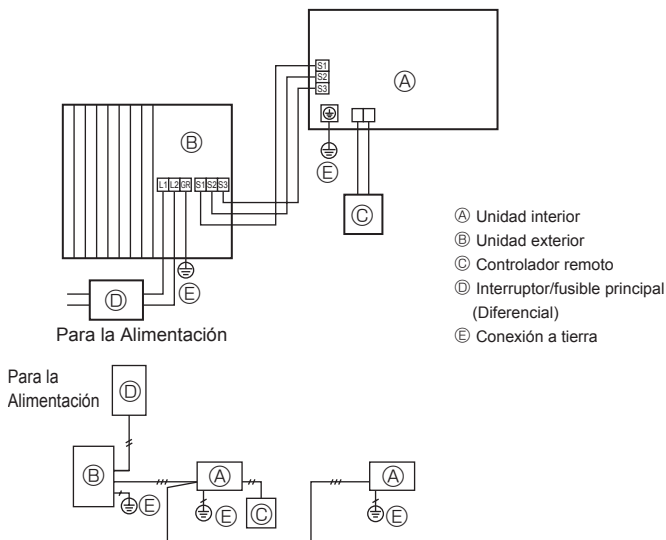 S1
S2
S3
Ⓐ
Ⓑ
Ⓔ
L1 L2 GR S1 S2 S3
Ⓒ
Ⓐ Unidad interior
Ⓑ Unidad exterior
Ⓒ Controlador remoto
Ⓓ Interruptor/fusible principal
(Diferencial)
Ⓔ Conexión a tierra
Ⓔ
Ⓓ
Para la Alimentación
Para la
Alimentación
Ⓓ
Ⓑ
Ⓐ
Ⓐ
Ⓔ
Ⓔ
Ⓒ
Ⓔ